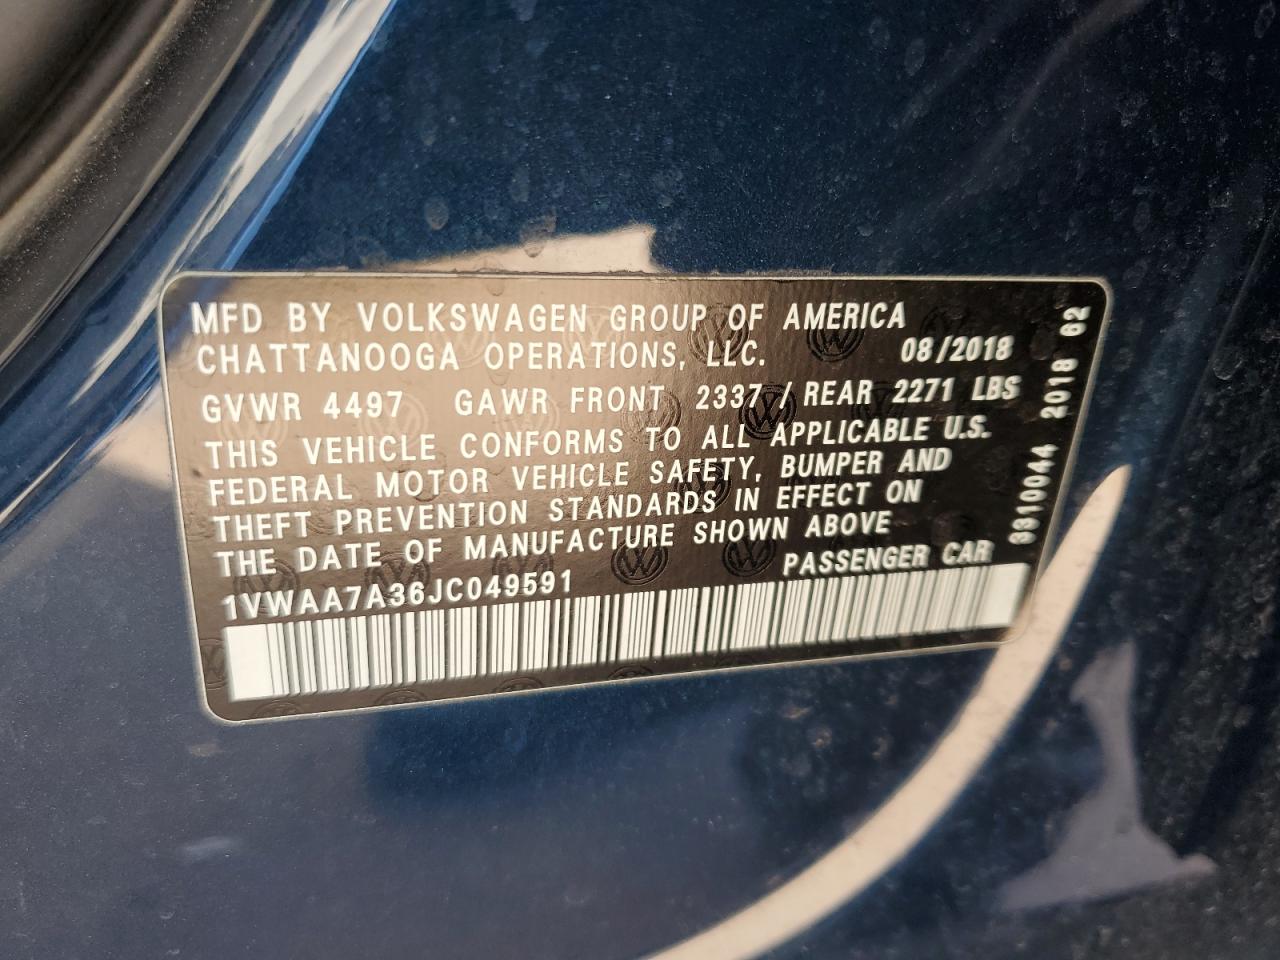 MFD BY VOLKSWAGEN GROUP OF AMERICA
CHATTANOOGA OPERATIONS, LLC. 08/2018
GVWR 4497 GAWR FRONT 2337 / REAR 2271 LBS
THIS VEHICLE CONFORMS TO ALL APPLICABLE U.S.
FEDERAL MOTOR VEHICLE SAFETY, BUMPER AND
THEFT PREVENTION STANDARDS IN EFFECT ON
THE DATE OF MANUFACTURE SHOWN ABOVE
PASSENGER CAR
1VWAA7A36JC049591
3310044 2018 62